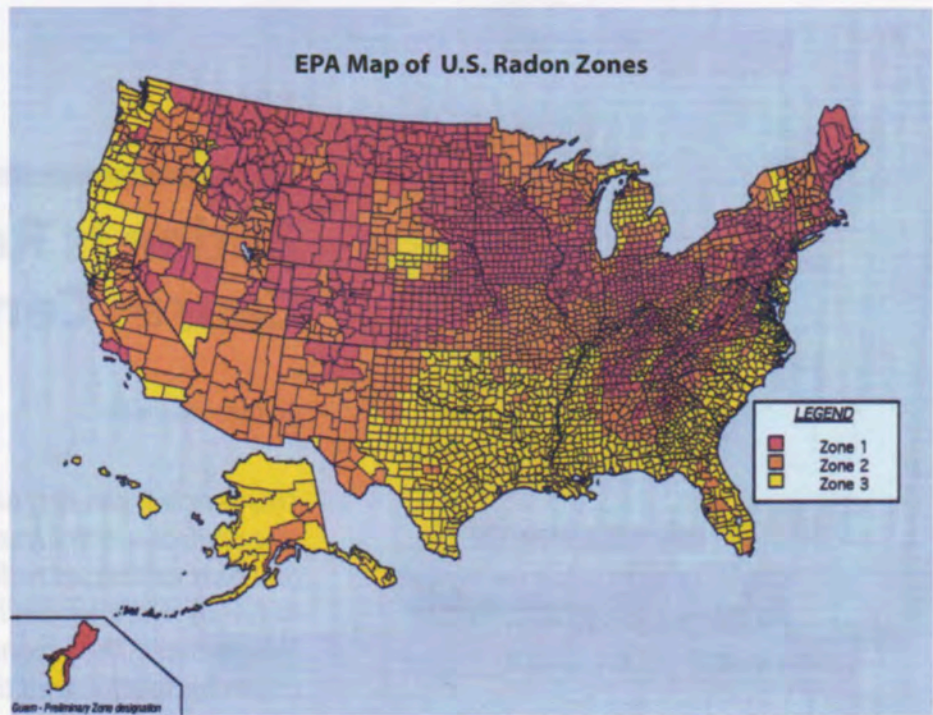 EPA Map of U.S. Radon Zones
LEGEND
Zone 1
Zone 2
Zone 3
Guam - Preliminary Zone designation